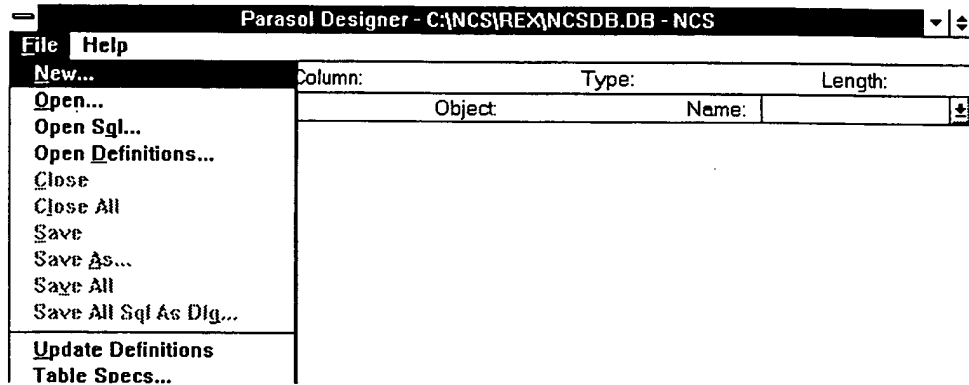 Parasol Designer - C:\NCS\REX\NCSDB.DB - NCS
File Help
New...
Column: Type: Length:
Open...
Object: Name:
Open Sql...
Open Definitions...
Close
Close All
Save
Save As...
Save All
Save All Sql As Dlg...
Update Definitions
Table Specs...